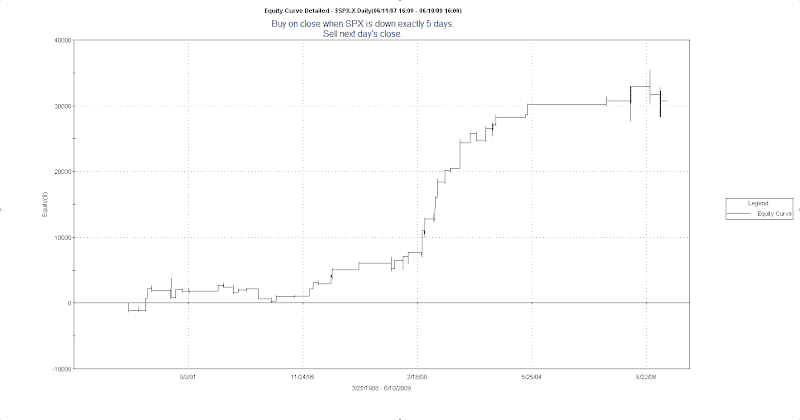 Equity Curve Detailed - $SPX.X Daily(06/11/87 16:00 - 06/10/09 16:00)
Buy on close when SPX is down exactly 5 days.
Sell next day's close.
40000
30000
20000
10000
0
-10000
Equity($)
9/3/91
11/24/95
2/18/00
5/26/04
8/22/08
3/25/1988 - 6/10/2009
Legend
Equity Curve